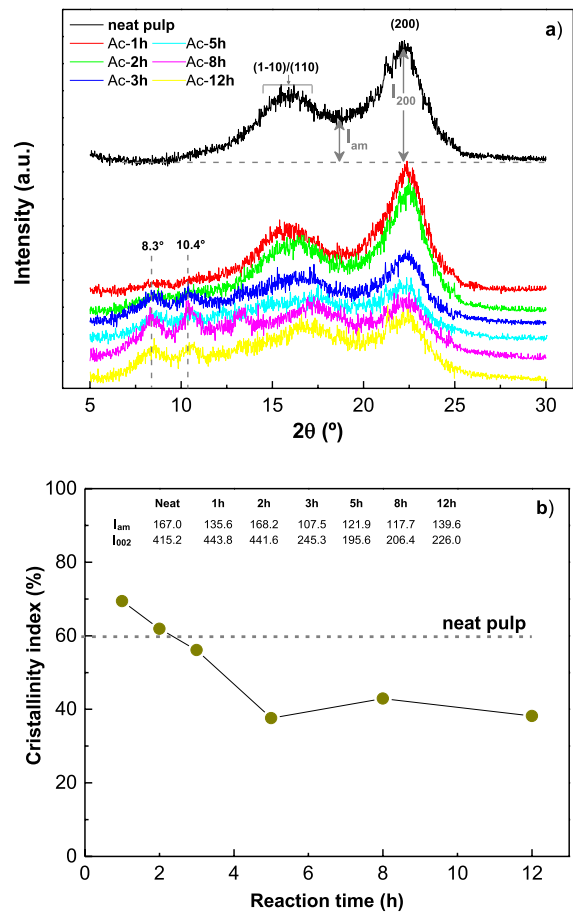 neat pulp
a)
Ac-1h Ac-5h
Ac-2h Ac-8h
Ac-3h Ac-12h
(200)
(1-10)/(110)
I200
Iam
8.3° 10.4°
Intensity (a.u.)
5 10 15 20 25 30
2θ (º)
b)
Neat 1h 2h 3h 5h 8h 12h
Iam 167.0 135.6 168.2 107.5 121.9 117.7 139.6
I002 415.2 443.8 441.6 245.3 195.6 206.4 226.0
neat pulp
Cristallinity index (%)
100
80
60
40
20
0
0 2 4 6 8 10 12
Reaction time (h)